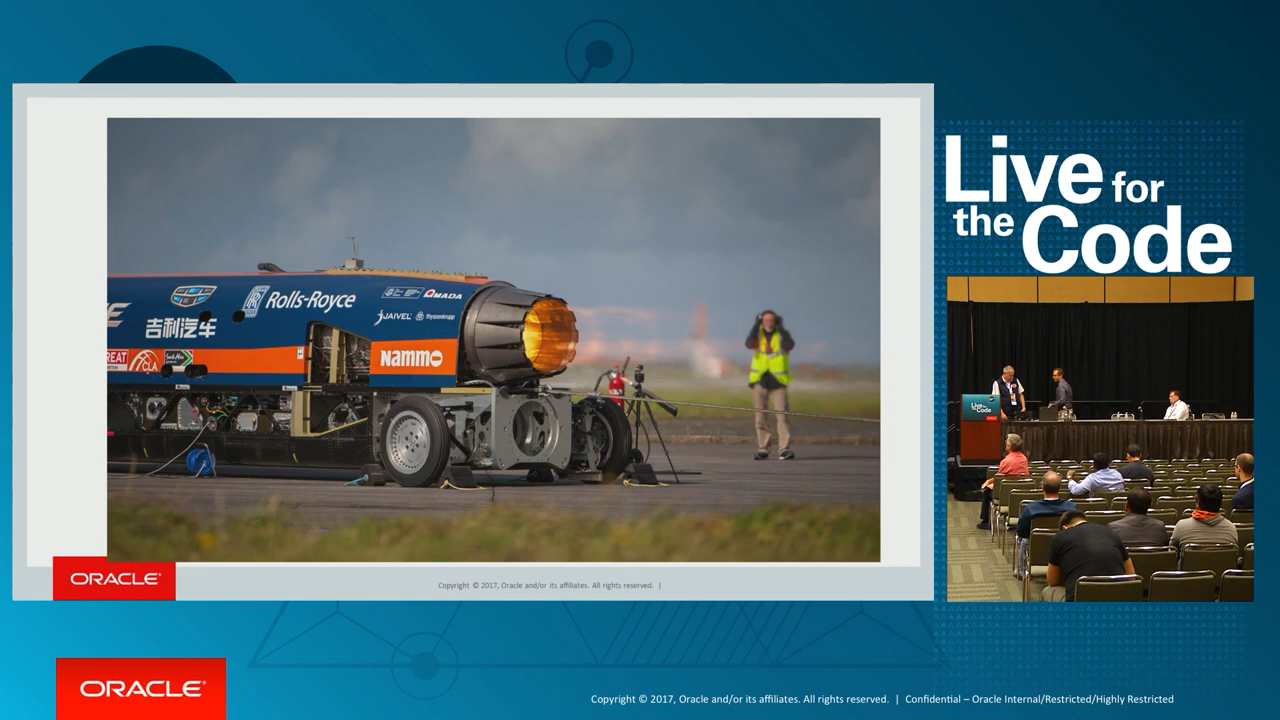 Live for
the Code
Rolls-Royce
AMADA
吉利汽车
JAIVEL
thyssenkrupp
REAT
CLA
NAMMO
ORACLE
Copyright © 2017, Oracle and/or its affiliates. All rights reserved. |
ORACLE
Copyright © 2017, Oracle and/or its affiliates. All rights reserved. | Confidential – Oracle Internal/Restricted/Highly Restricted